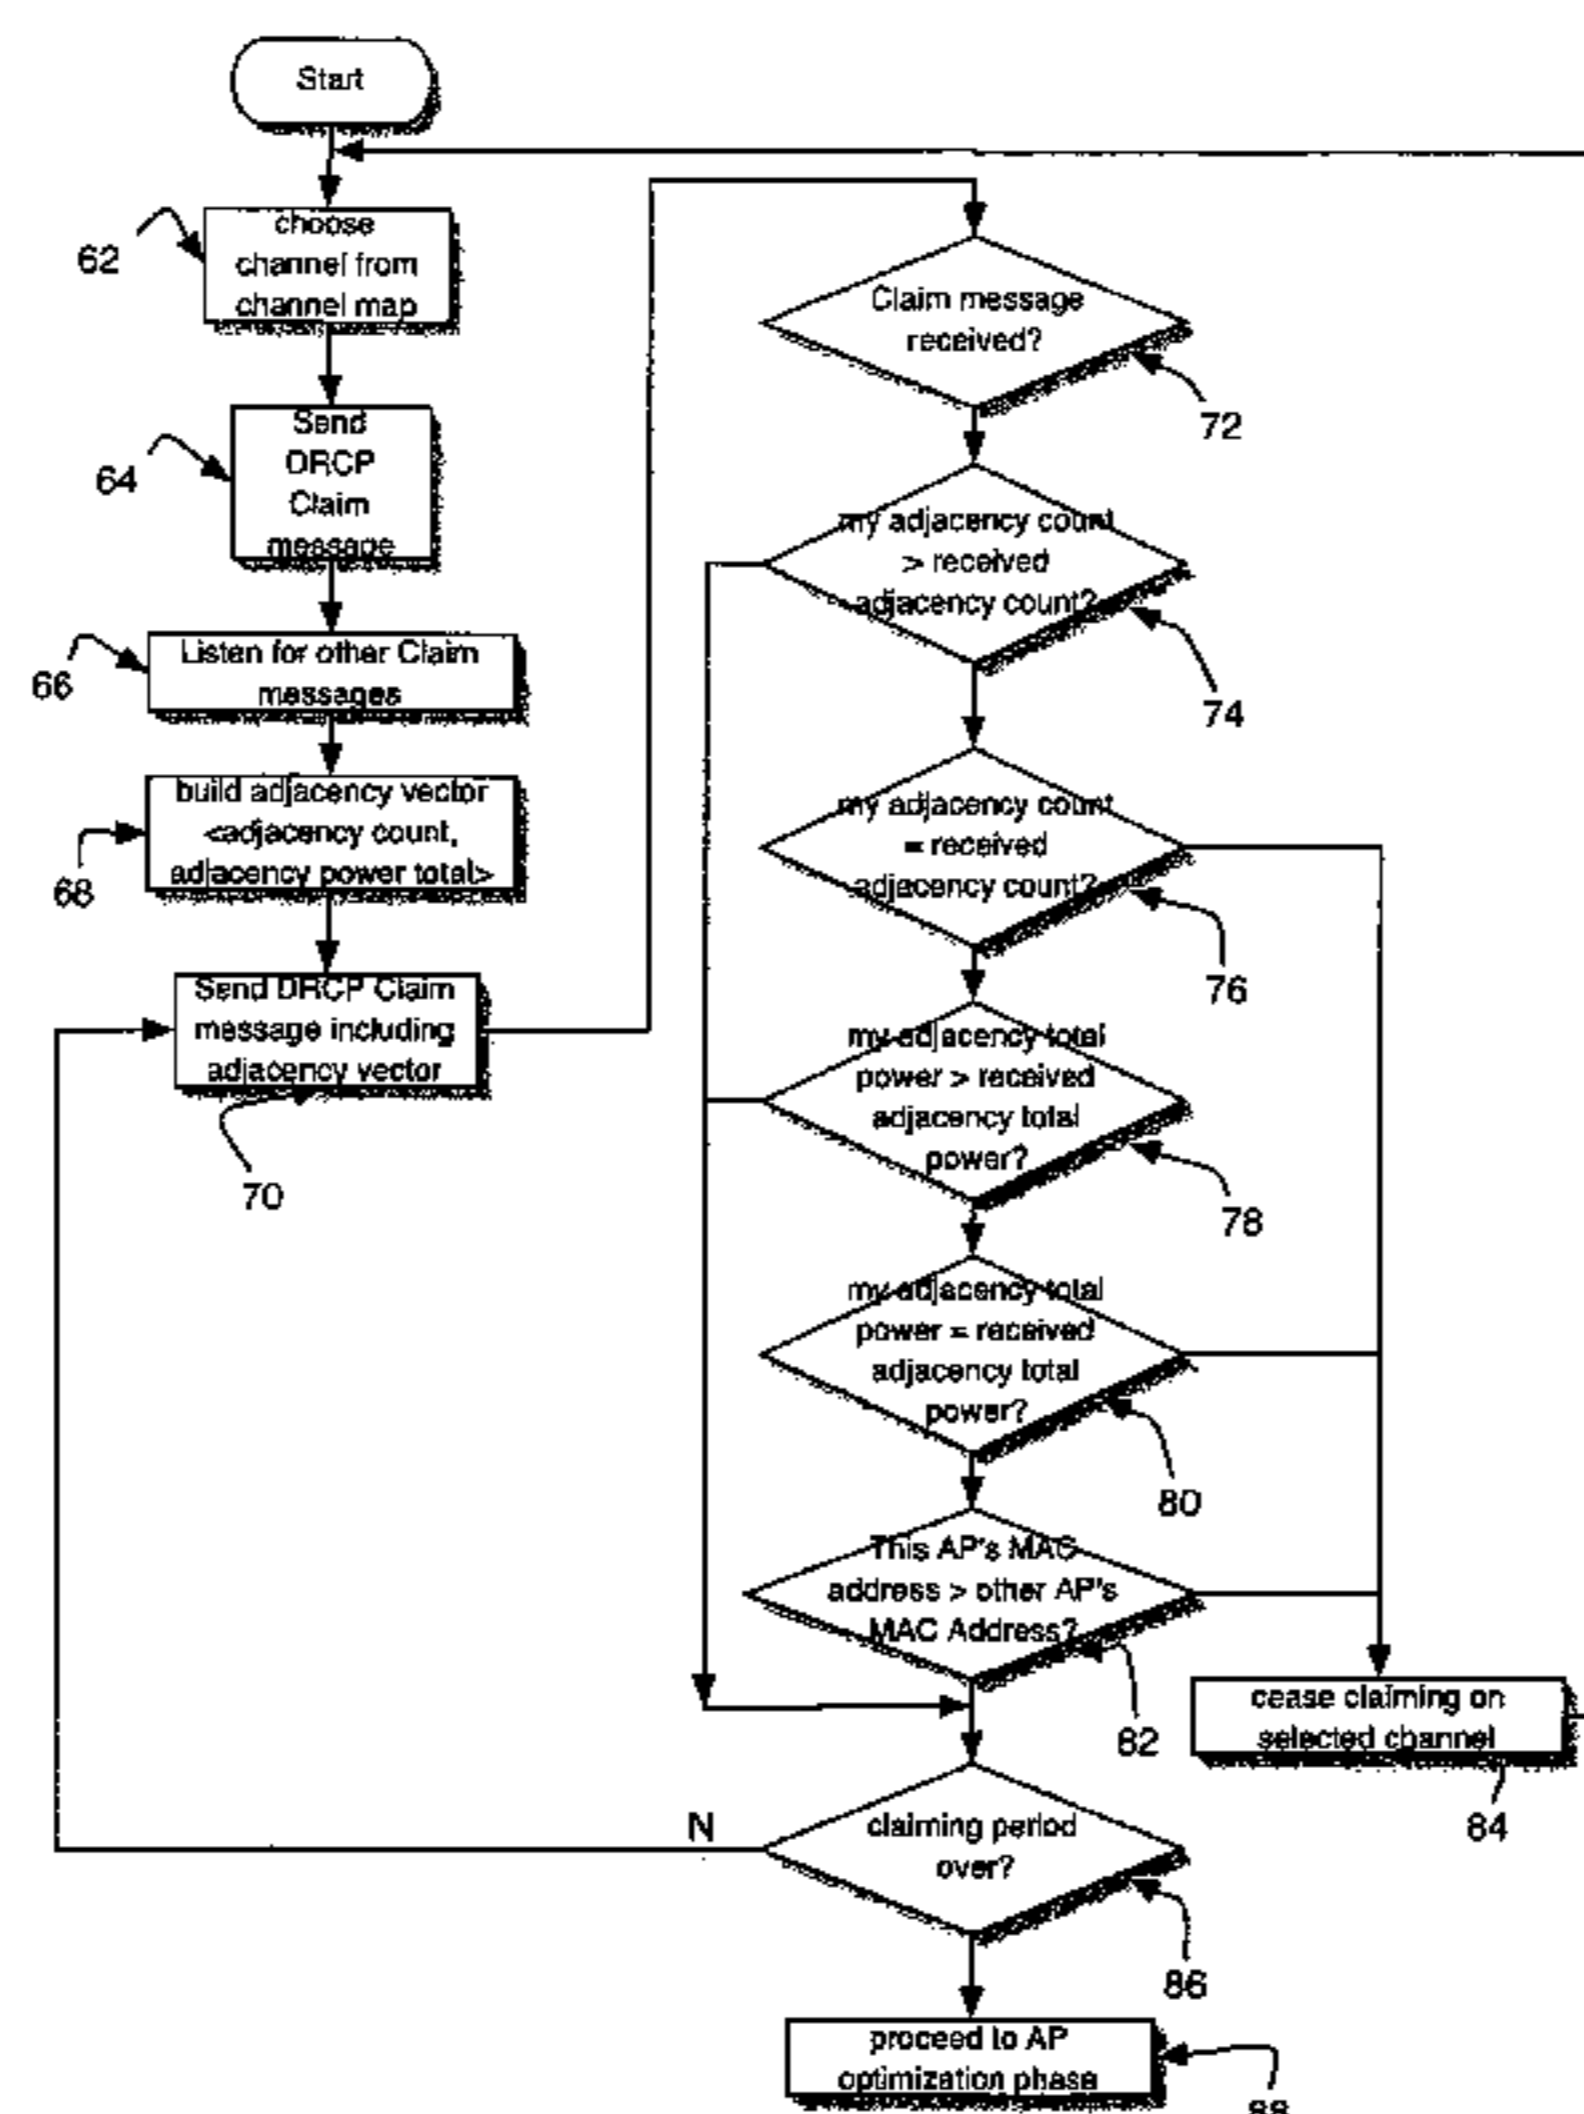 Start
62
choose
channel from
channel map
64
Send
DRCP
Claim
message
66
Listen for other Claim
messages
68
build adjacency vector
<adjacency count,
adjacency power total>
Send DRCP Claim
message including
adjacency vector
70
Claim message
received?
72
my adjacency count
> received
adjacency count?
74
my adjacency count
= received
adjacency count?
76
my adjacency total
power > received
adjacency total
power?
78
my adjacency total
power = received
adjacency total
power?
80
This AP's MAC
address > other AP's
MAC Address?
82
cease claiming on
selected channel
84
N
claiming period
over?
86
proceed to AP
optimization phase
88